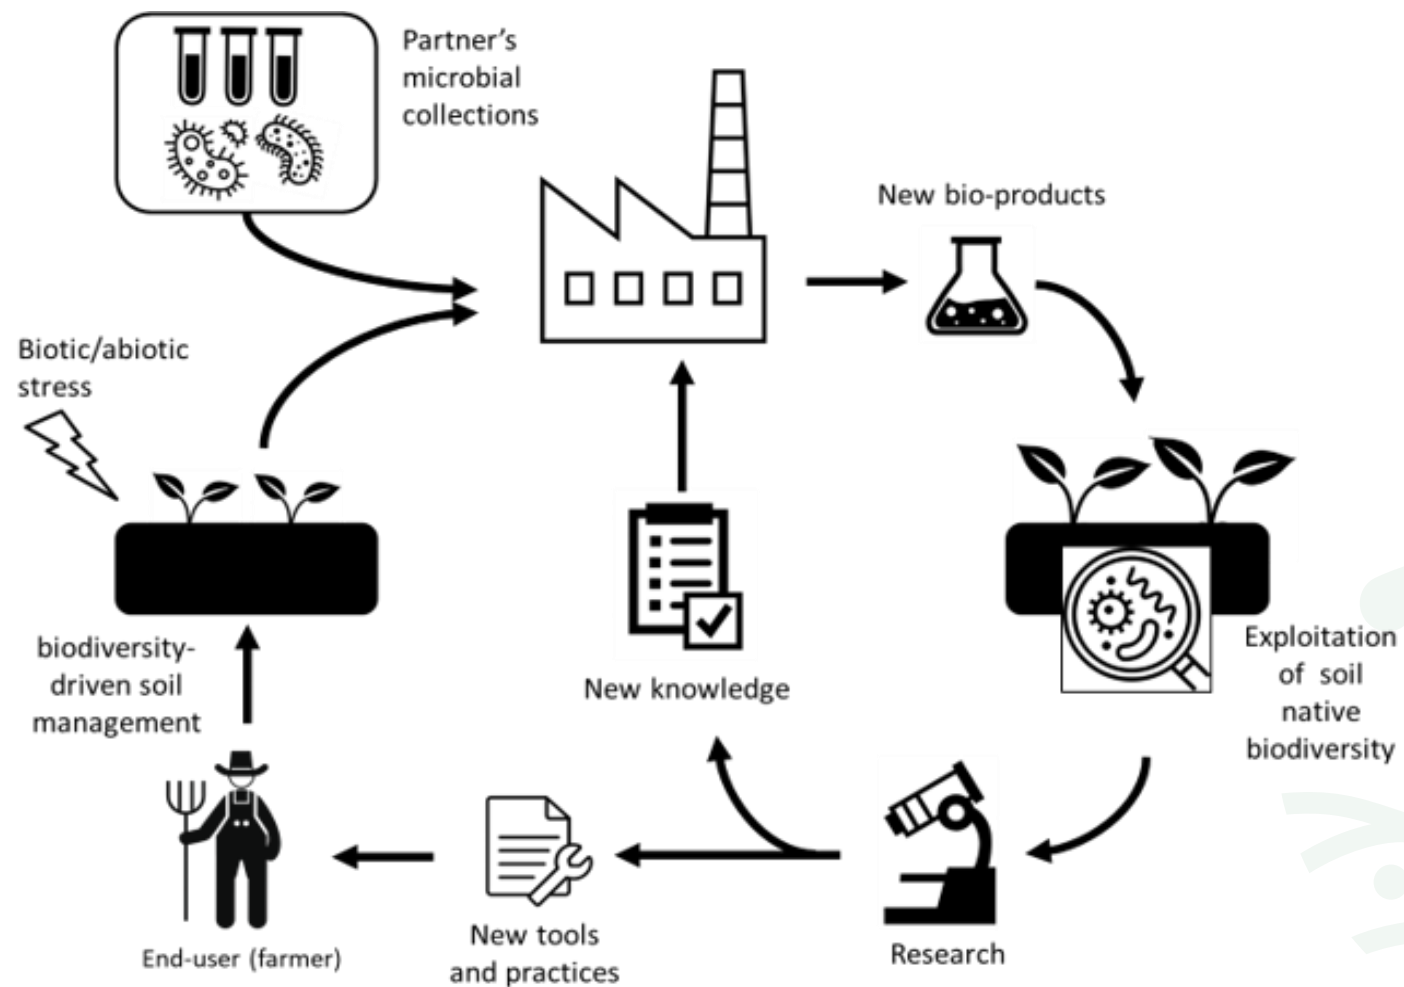 Partner's
microbial
collections
New bio-products
Biotic/abiotic
stress
biodiversity-
driven soil
management
New knowledge
Exploitation
of soil
native
biodiversity
End-user (farmer)
New tools
and practices
Research